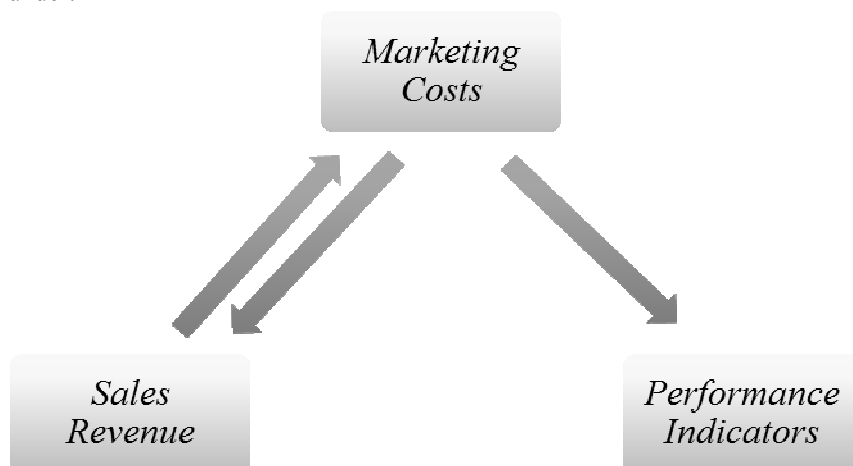 Marketing
Costs
Sales
Revenue
Performance
Indicators